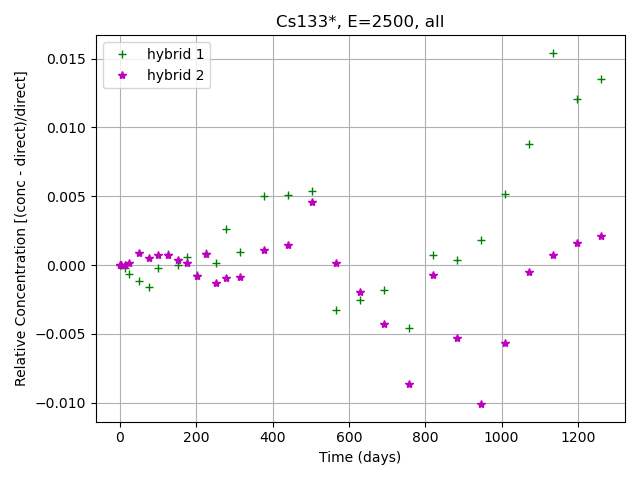 Cs133*, E=2500, all
hybrid 1
hybrid 2
Relative Concentration [(conc - direct)/direct]
0.015
0.010
0.005
0.000
−0.005
−0.010
0
200
400
600
800
1000
1200
Time (days)